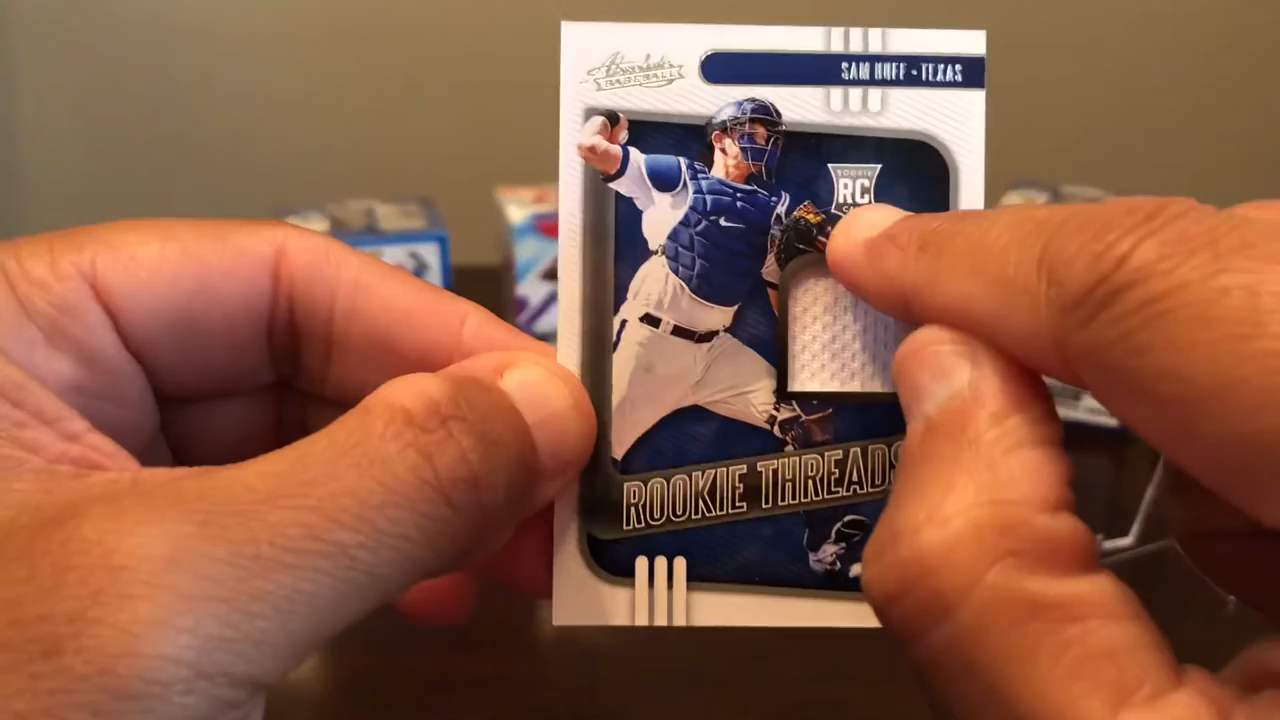 Absolute
BASEBALL
SAM HUFF - TEXAS
ROOKIE
RC
ROOKIE THREADS